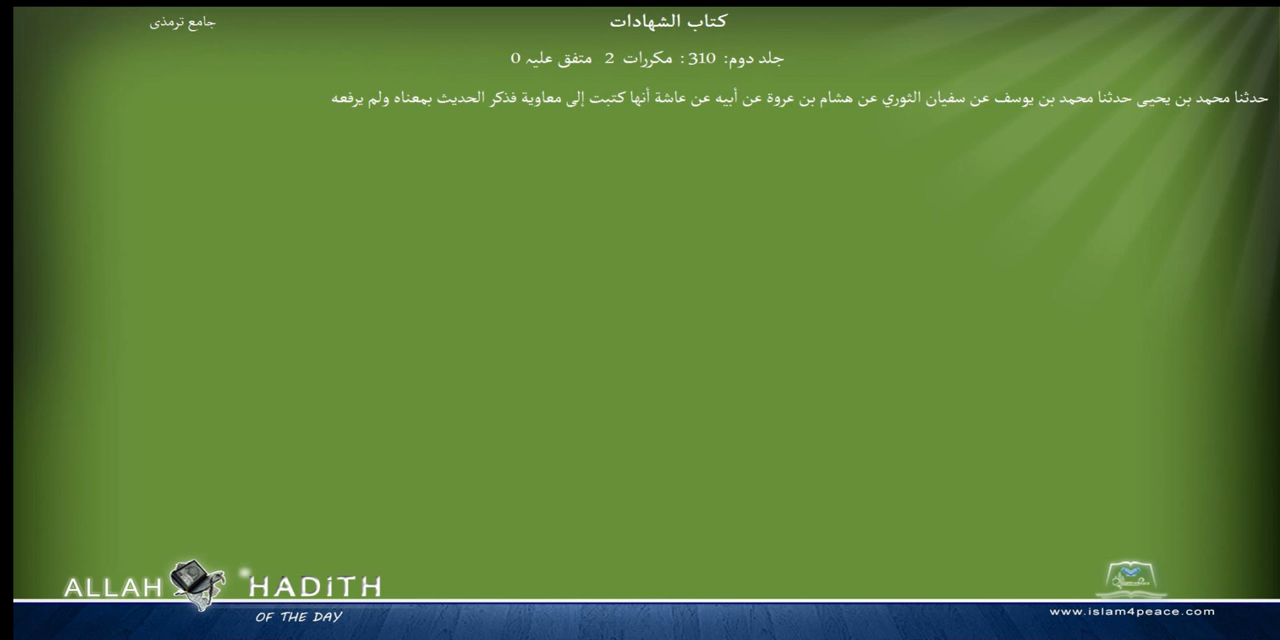 كتاب الشهادات
جامع ترمذی
جلد دوم: 310 : مکررات 2 متفق علیہ 0
حدثنا محمد بن يحيى حدثنا محمد بن يوسف عن سفيان الثوري عن هشام بن عروة عن أبيه عن عاشة أنها كتبت إلى معاوية فذكر الحديث بمعناه ولم يرفعه
ALLAH HADITH
OF THE DAY
www.islam4peace.com